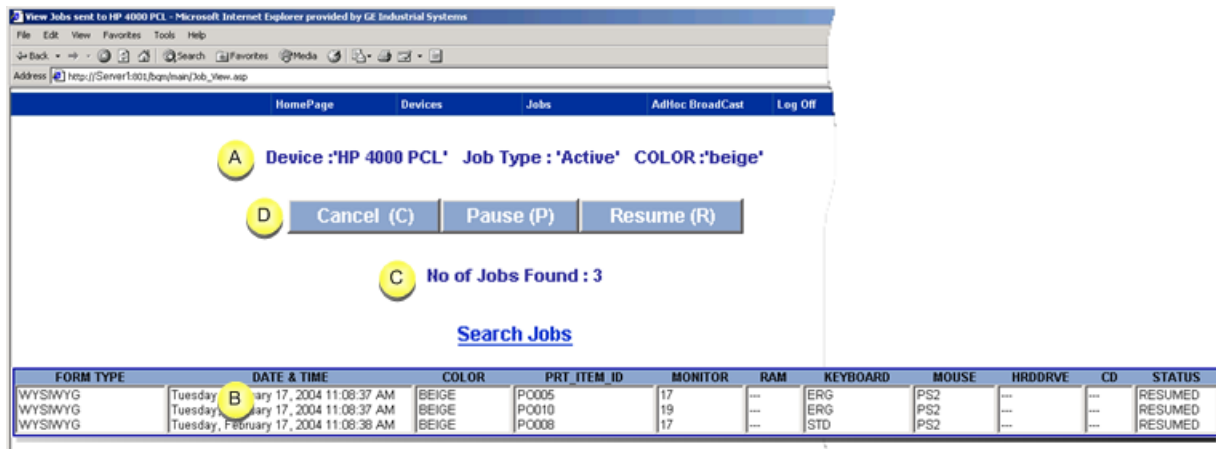 View Jobs sent to HP 4000 PCL - Microsoft Internet Explorer provided by GE Industrial Systems
File Edit View Favorites Tools Help
Back Search Favorites Media
Address http://Server1:801/bqm/main/Job_View.asp
HomePage Devices Jobs AdHoc BroadCast Log Off
A Device :'HP 4000 PCL' Job Type : 'Active' COLOR :'beige'
D Cancel (C) Pause (P) Resume (R)
C No of Jobs Found : 3
Search Jobs
FORM TYPE DATE & TIME COLOR PRT_ITEM_ID MONITOR RAM KEYBOARD MOUSE HRDDRVE CD STATUS
WYSIWYG Tuesday 17, 2004 11:08:37 AM BEIGE PO005 17 --- ERG PS2 --- --- RESUMED
B
WYSIWYG Tuesday, 17, 2004 11:08:37 AM BEIGE PO010 19 --- ERG PS2 --- --- RESUMED
WYSIWYG Tuesday, February 17, 2004 11:08:38 AM BEIGE PO008 17 --- STD PS2 --- --- RESUMED